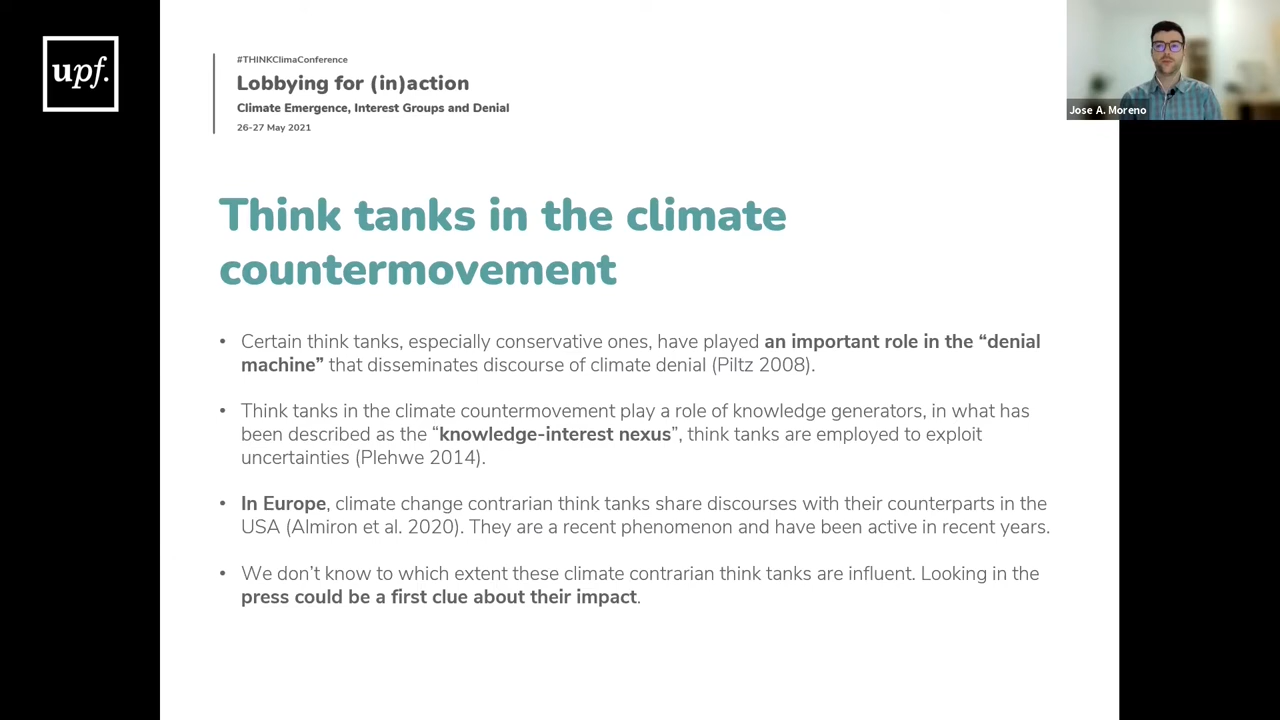 upf.
#THINKClimaConference
Lobbying for (in)action
Climate Emergence, Interest Groups and Denial
26-27 May 2021
Jose A. Moreno
Think tanks in the climate
countermovement
• Certain think tanks, especially conservative ones, have played an important role in the “denial
machine” that disseminates discourse of climate denial (Piltz 2008).
• Think tanks in the climate countermovement play a role of knowledge generators, in what has
been described as the “knowledge-interest nexus”, think tanks are employed to exploit
uncertainties (Plehwe 2014).
• In Europe, climate change contrarian think tanks share discourses with their counterparts in the
USA (Almiron et al. 2020). They are a recent phenomenon and have been active in recent years.
• We don’t know to which extent these climate contrarian think tanks are influent. Looking in the
press could be a first clue about their impact.